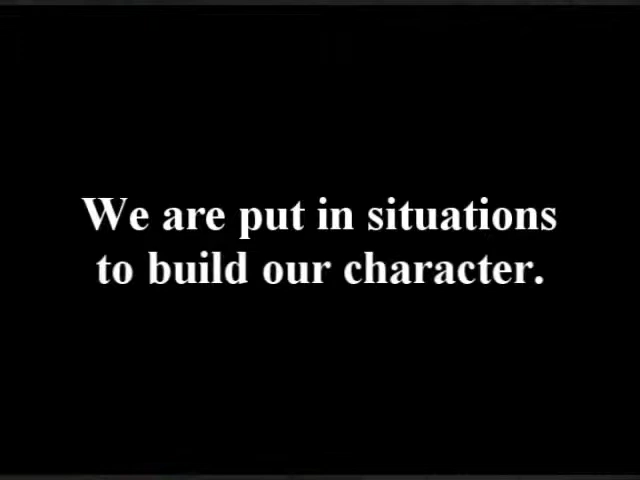 We are put in situations
to build our character.